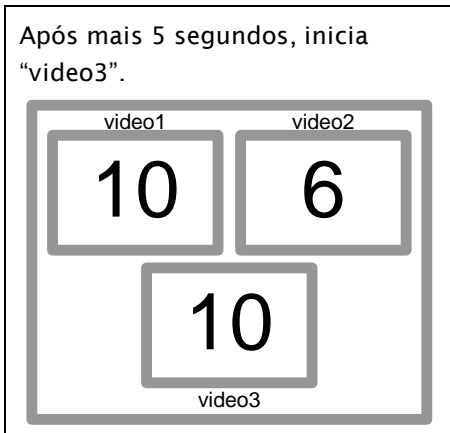 Após mais 5 segundos, inicia
“video3”.
video1 video2
10 6
10
video3